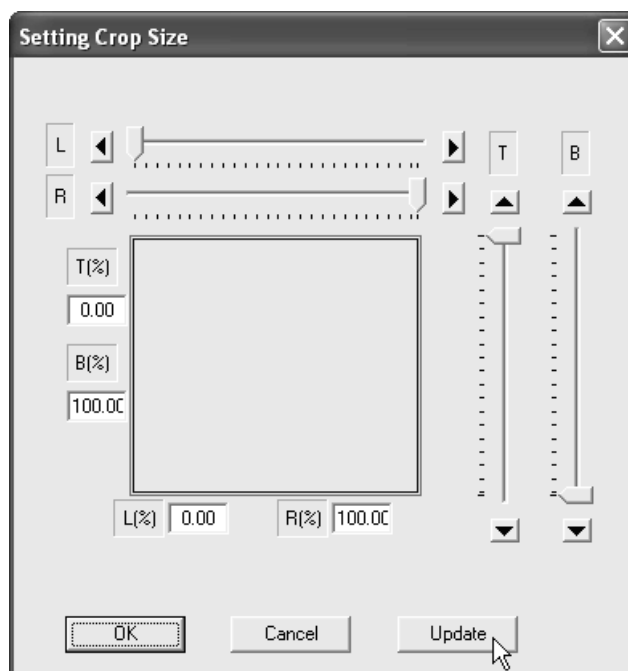 Setting Crop Size
L
T
B
R
T(%)
0.00
B(%)
100.00
L(%) 0.00 R(%) 100.00
OK Cancel Update